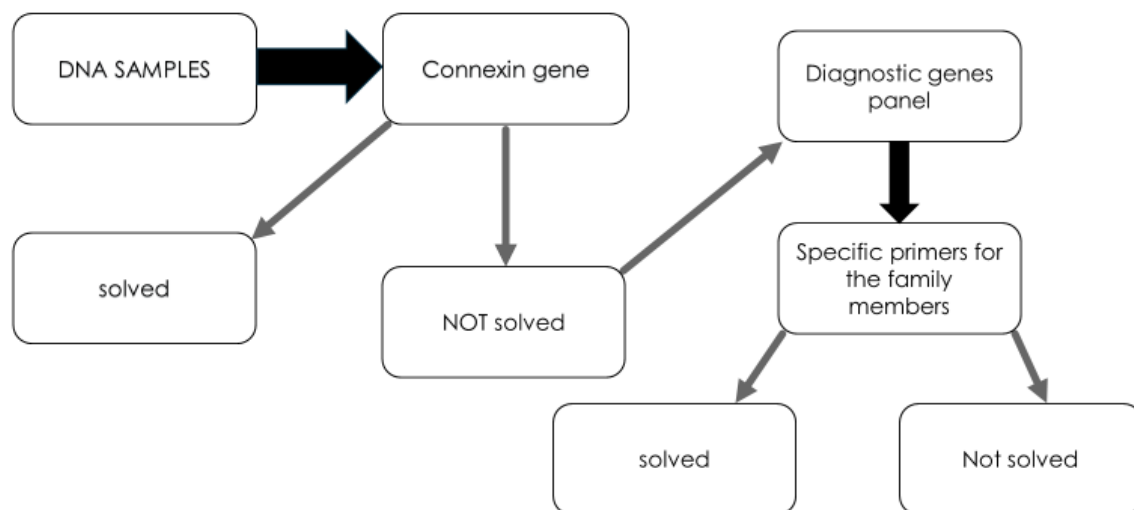 DNA SAMPLES
Connexin gene
Diagnostic genes
panel
solved
NOT solved
Specific primers for
the family
members
solved
Not solved